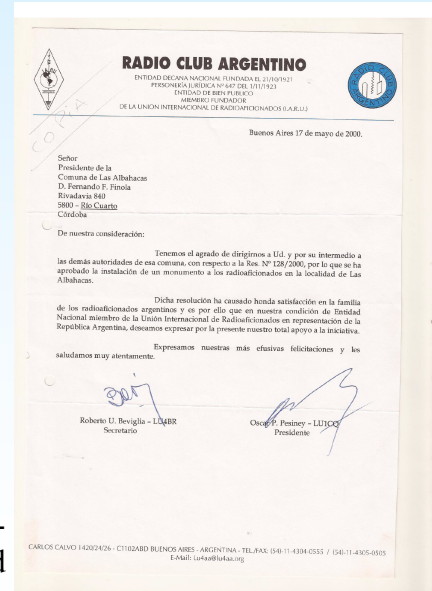 RADIO CLUB ARGENTINO
ENTIDAD DECANA NACIONAL FUNDADA EL 21/10/1921
PERSONERÍA JURÍDICA Nº 647 DEL 1/11/1923
ENTIDAD DE BIEN PUBLICO
MIEMBRO FUNDADOR
DE LA UNION INTERNACIONAL DE RADIOAFICIONADOS (I.A.R.U.)
COPIA
Buenos Aires 17 de mayo de 2000.
Señor
Presidente de la
Comuna de Las Albahacas
D. Fernando F. Finola
Rivadavia 840
5800 – Río Cuarto
Córdoba
De nuestra consideración:
Tenemos el agrado de dirigirnos a Ud. y por su intermedio a
las demás autoridades de esa comuna, con respecto a la Res. Nº 128/2000, por lo que se ha
aprobado la instalación de un monumento a los radioaficionados en la localidad de Las
Albahacas.
Dicha resolución ha causado honda satisfacción en la familia
de los radioaficionados argentinos y es por ello que en nuestra condición de Entidad
Nacional miembro de la Unión Internacional de Radioaficionados en representación de la
República Argentina, deseamos expresar por la presente nuestro total apoyo a la iniciativa.
Expresamos nuestras más efusivas felicitaciones y les
saludamos muy atentamente.
Roberto U. Beviglia – LU4BR
Secretario
Oscar P. Pesiney – LU1CQ
Presidente
CARLOS CALVO 1420/24/26 - C1102ABD BUENOS AIRES - ARGENTINA - TEL./FAX: (54)-11-4304-0555 / (54)-11-4305-0505
E-Mail: Lu4aa@lu4aa.org